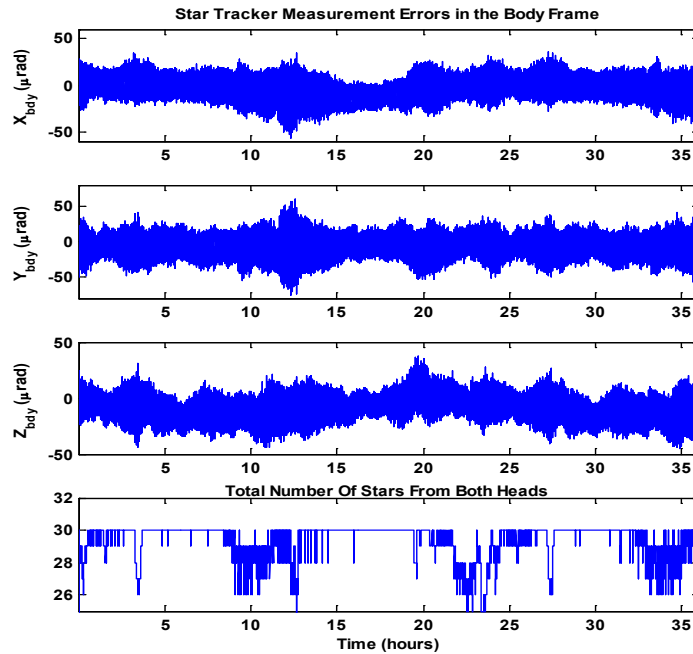 Star Tracker Measurement Errors in the Body Frame
X_bdy (μrad)
50
0
-50
5 10 15 20 25 30 35
Y_bdy (μrad)
50
0
-50
-100
5 10 15 20 25 30 35
Z_bdy (μrad)
50
0
-50
5 10 15 20 25 30 35
Total Number Of Stars From Both Heads
32
30
28
26
5 10 15 20 25 30 35
Time (hours)